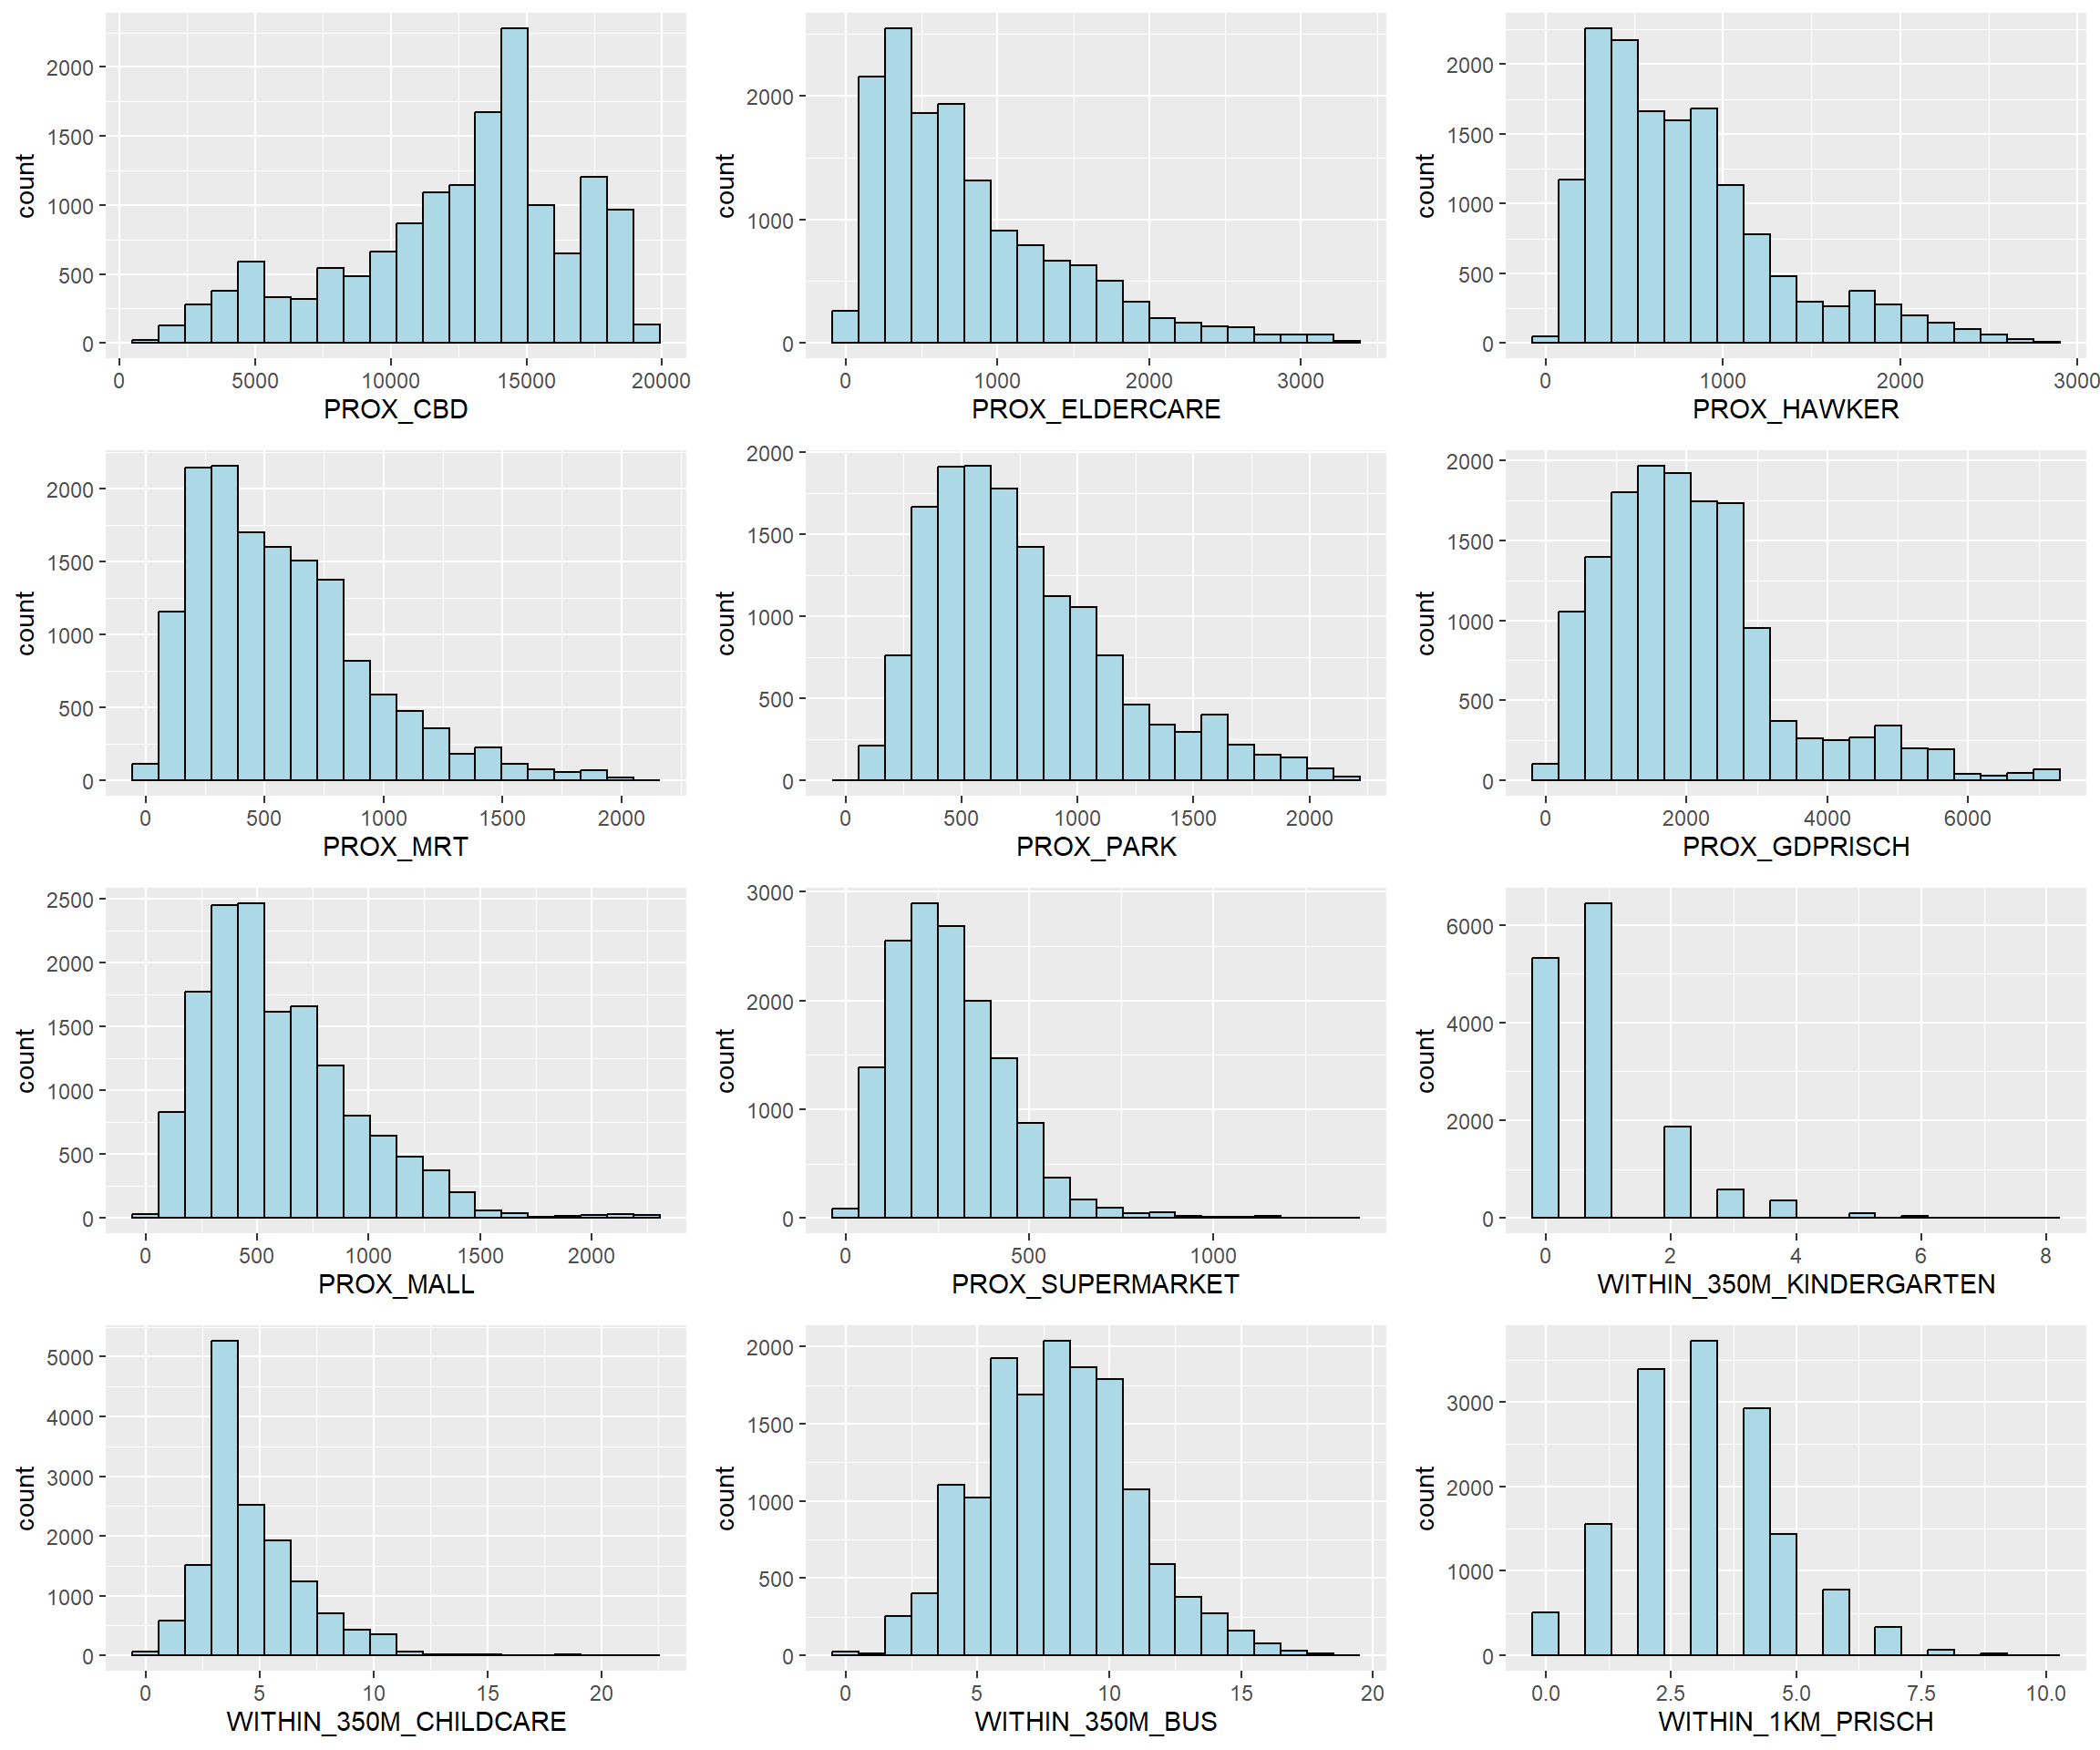 count
2000
1500
1000
500
0
0 5000 10000 15000 20000
PROX_CBD
count
2000
1000
0
0 1000 2000 3000
PROX_ELDERCARE
count
2000
1500
1000
500
0
0 1000 2000 3000
PROX_HAWKER
count
2000
1500
1000
500
0
0 500 1000 1500 2000
PROX_MRT
count
2000
1500
1000
500
0
0 500 1000 1500 2000
PROX_PARK
count
2000
1500
1000
500
0
0 2000 4000 6000
PROX_GDPRISCH
count
2500
2000
1500
1000
500
0
0 500 1000 1500 2000
PROX_MALL
count
3000
2000
1000
0
0 500 1000
PROX_SUPERMARKET
count
6000
4000
2000
0
0 2 4 6 8
WITHIN_350M_KINDERGARTEN
count
5000
4000
3000
2000
1000
0
0 5 10 15 20
WITHIN_350M_CHILDCARE
count
2000
1500
1000
500
0
0 5 10 15 20
WITHIN_350M_BUS
count
3000
2000
1000
0
0.0 2.5 5.0 7.5 10.0
WITHIN_1KM_PRISCH